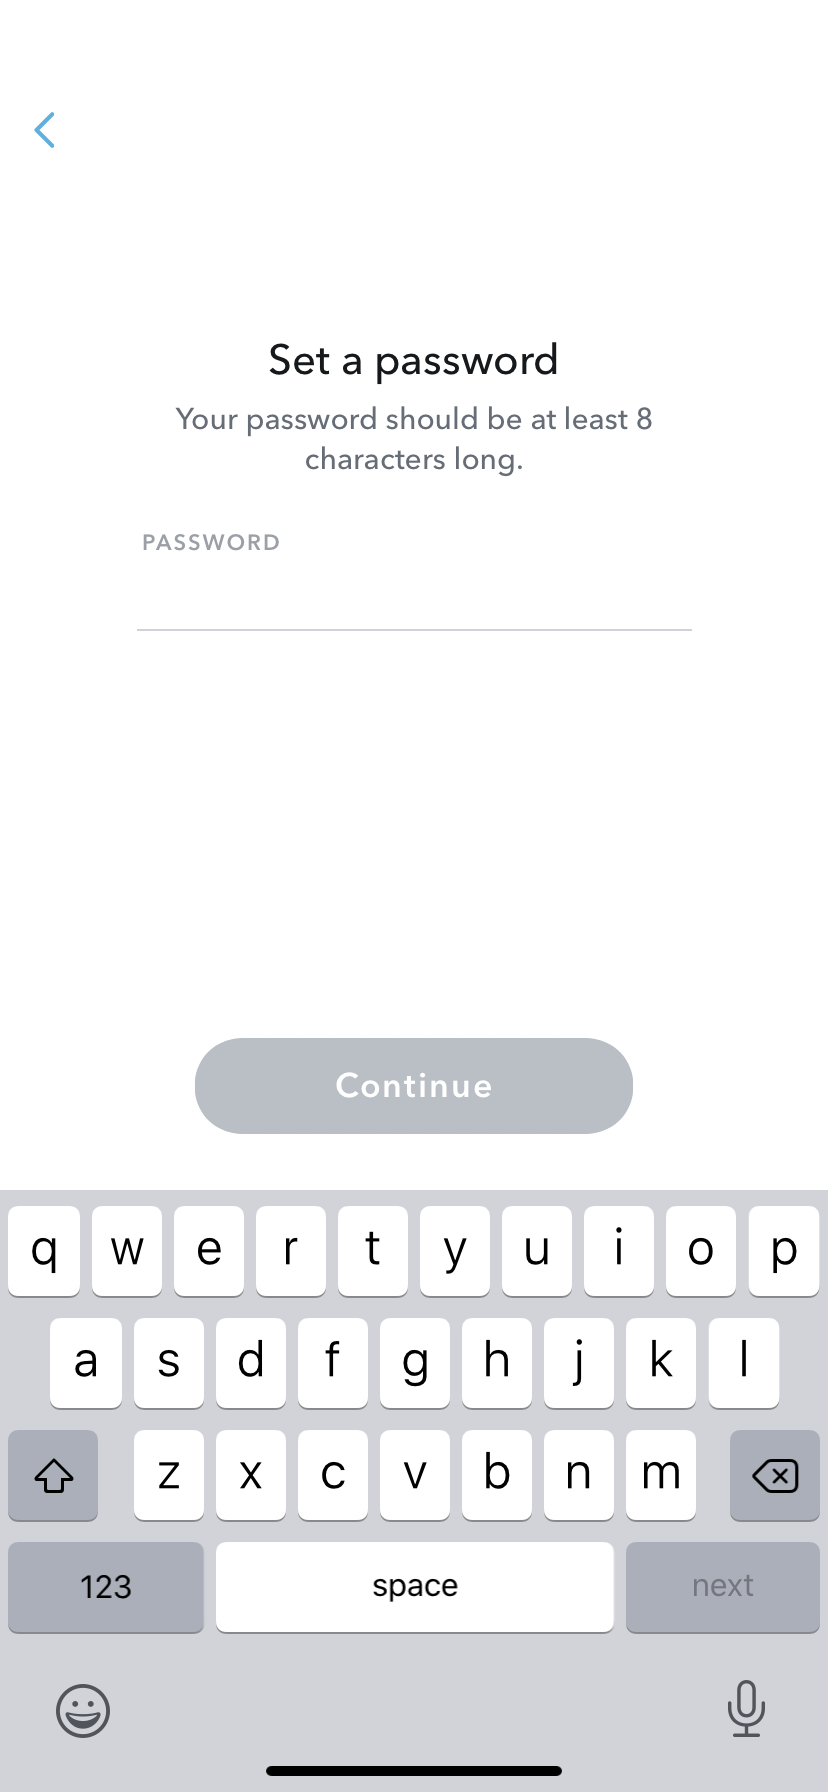 Set a password
Your password should be at least 8
characters long.
PASSWORD
Continue
q w e r t y u i o p
a s d f g h j k l
z x c v b n m
123 space next